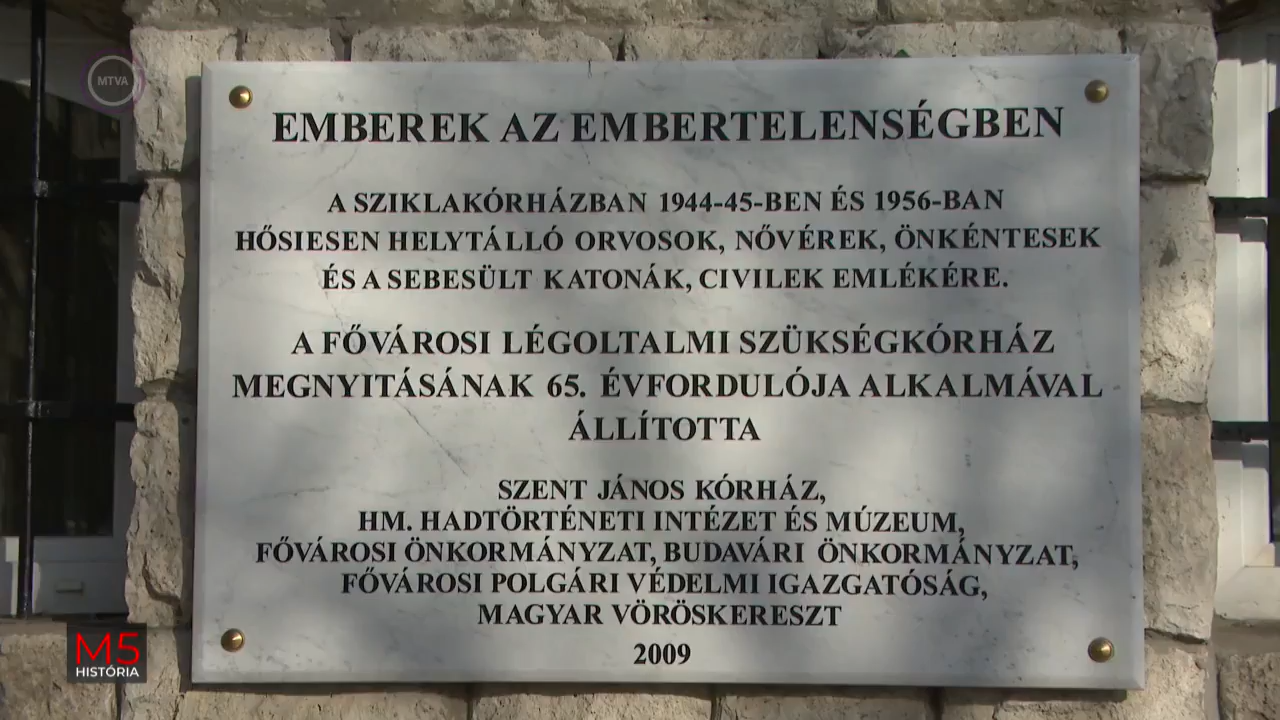 MTVA
EMBEREK AZ EMBERTELENSÉGBEN
A SZIKLAKÓRHÁZBAN 1944-45-BEN ÉS 1956-BAN
HŐSIESEN HELYTÁLLÓ ORVOSOK, NŐVÉREK, ÖNKÉNTESEK
ÉS A SEBESÜLT KATONÁK, CIVILEK EMLÉKÉRE.
A FŐVÁROSI LÉGOLTALMI SZÜKSÉGKÓRHÁZ
MEGNYITÁSÁNAK 65. ÉVFORDULÓJA ALKALMÁVAL
ÁLLÍTOTTA
SZENT JÁNOS KÓRHÁZ,
HM. HADTÖRTÉNETI INTÉZET ÉS MÚZEUM,
FŐVÁROSI ÖNKORMÁNYZAT, BUDAVÁRI ÖNKORMÁNYZAT,
FŐVÁROSI POLGÁRI VÉDELMI IGAZGATÓSÁG,
MAGYAR VÖRÖSKERESZT
2009
M5
HISTÓRIA